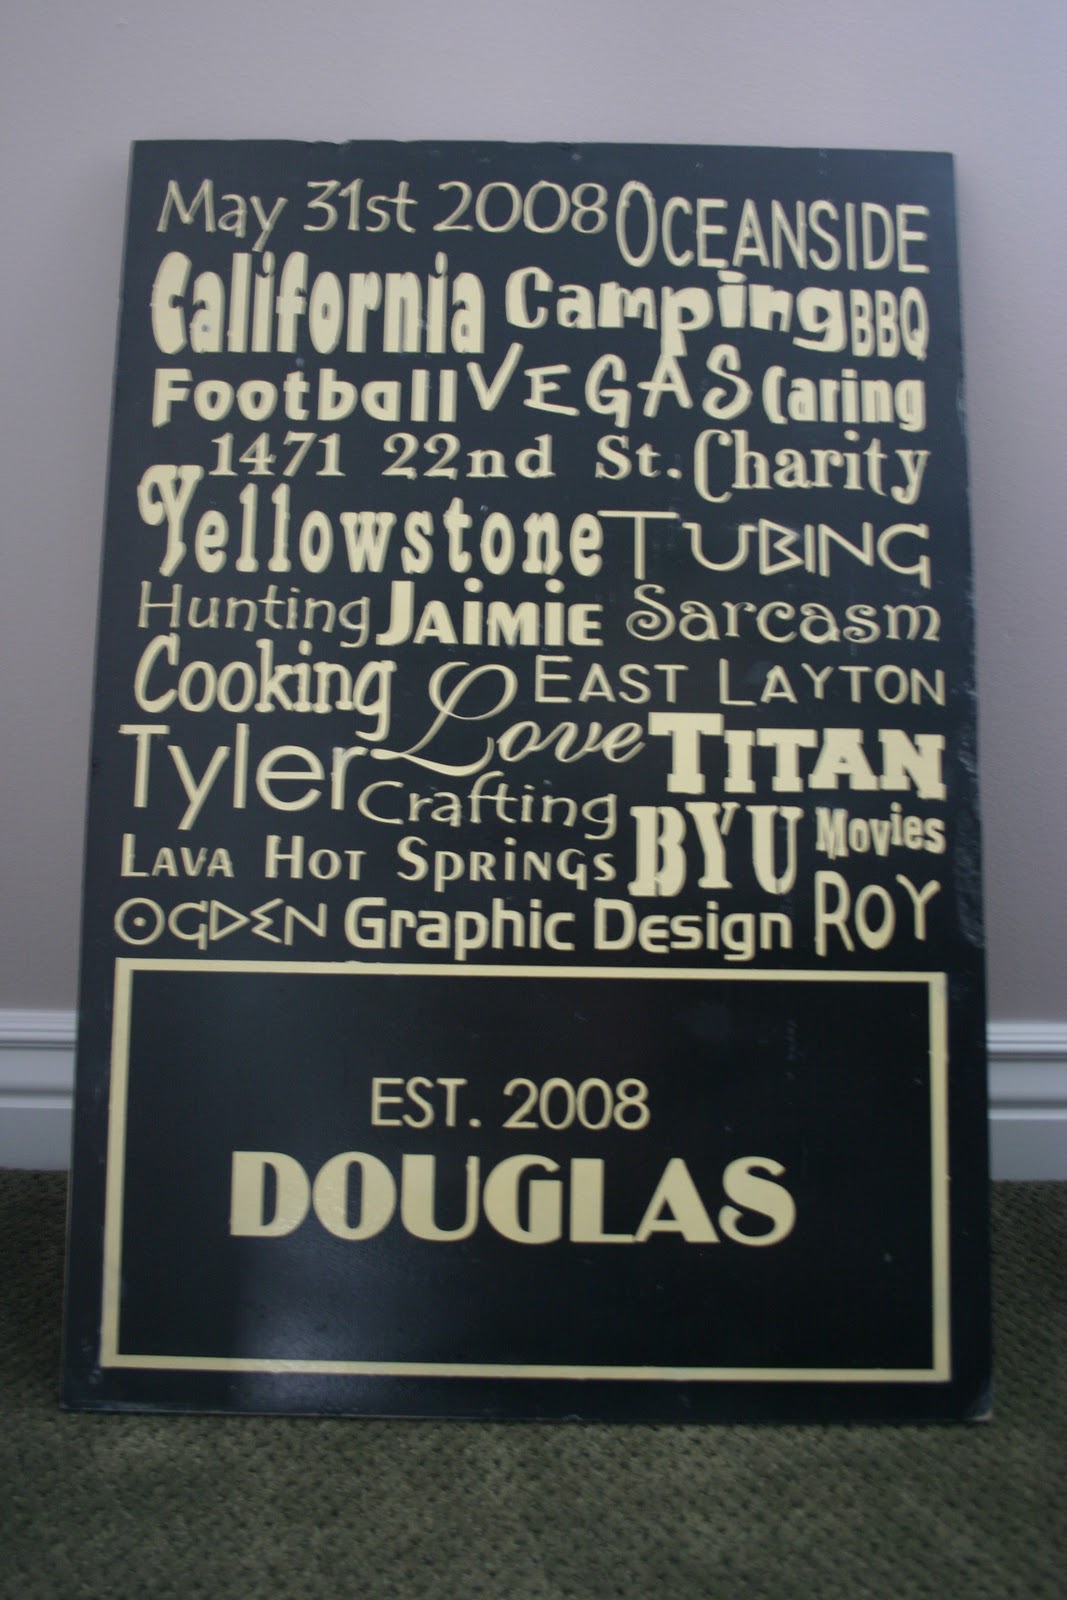 May 31st 2008 OCEANSIDE
California Camping BBQ
Football VEGAS Caring
1471 22nd St. Charity
Yellowstone TUBING
Hunting JAIMIE Sarcasm
Cooking Love EAST LAYTON
Tyler Crafting TITAN
LAVA HOT SPRINGS BYU Movies
OGDEN Graphic Design ROY
EST. 2008
DOUGLAS